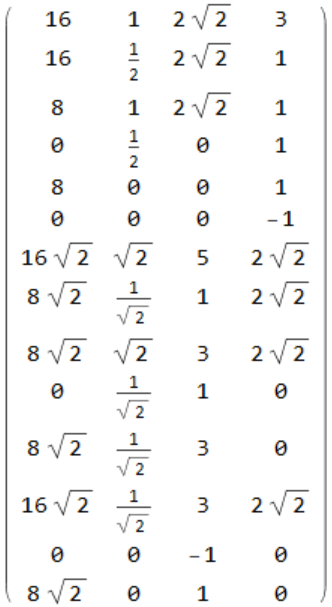 16 1 2√2 3
16 1/2 2√2 1
8 1 2√2 1
0 1/2 0 1
8 0 0 1
0 0 0 -1
16√2 √2 5 2√2
8√2 1/√2 1 2√2
8√2 √2 3 2√2
0 1/√2 1 0
8√2 1/√2 3 0
16√2 1/√2 3 2√2
0 0 -1 0
8√2 0 1 0